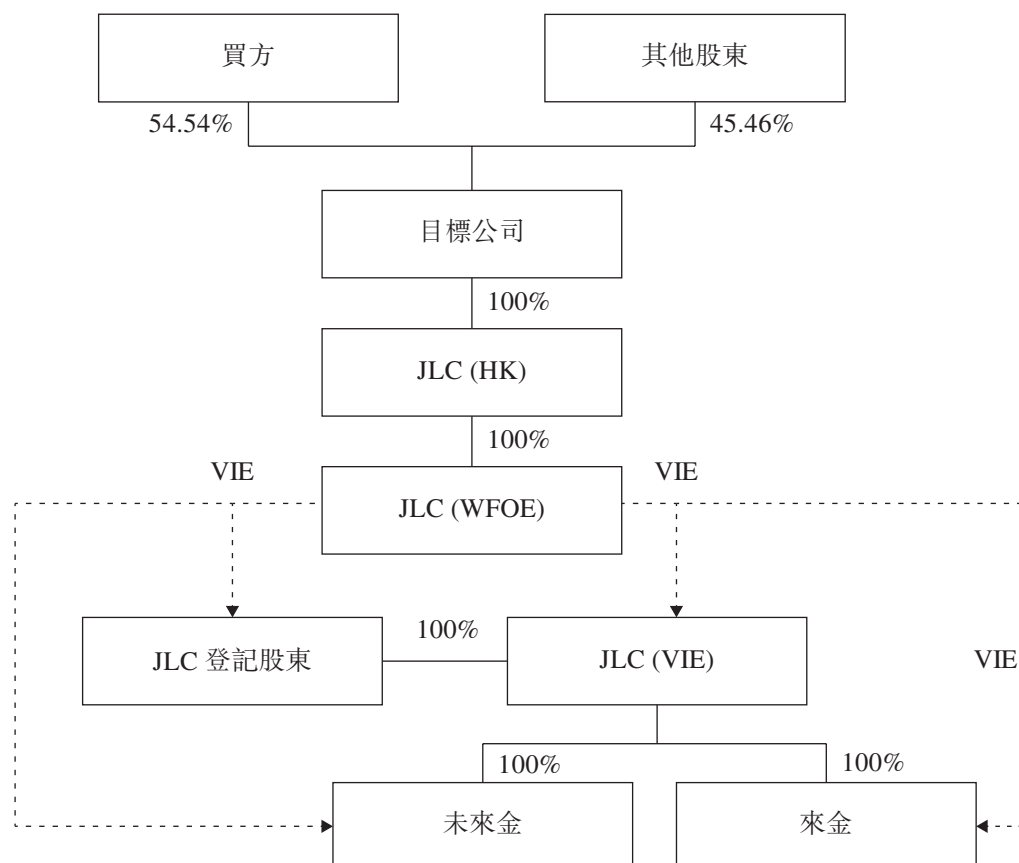 買方
其他股東
54.54%
45.46%
目標公司
100%
JLC (HK)
100%
VIE
VIE
JLC (WFOE)
100%
JLC 登記股東
JLC (VIE)
VIE
100%
100%
未來金
來金